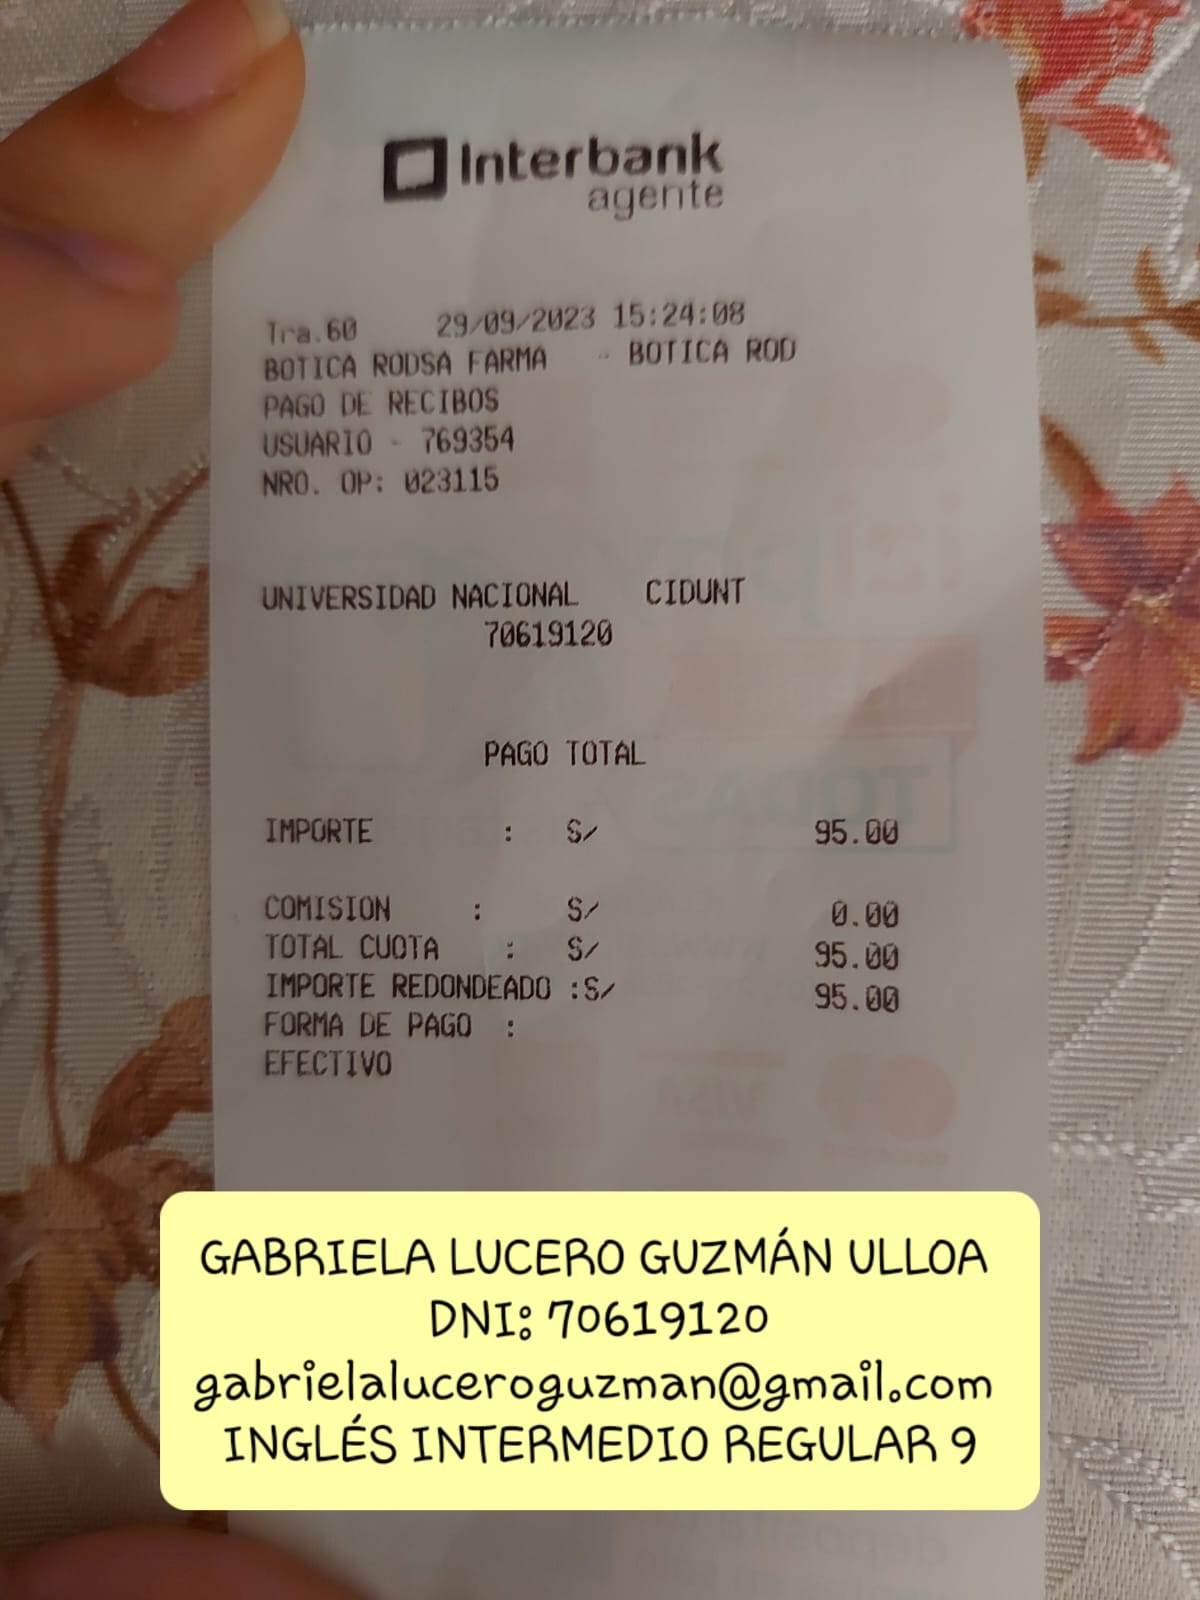 Interbank
agente
Tra.60 29/09/2023 15:24:08
BOTICA RODSA FARMA - BOTICA ROD
PAGO DE RECIBOS
USUARIO - 769354
NRO. OP: 023115
UNIVERSIDAD NACIONAL CIDUNT
70619120
PAGO TOTAL
IMPORTE : S/ 95.00
COMISION : S/ 0.00
TOTAL CUOTA : S/ 95.00
IMPORTE REDONDEADO :S/ 95.00
FORMA DE PAGO :
EFECTIVO
GABRIELA LUCERO GUZMÁN ULLOA
DNI: 70619120
gabrielaluceroguzman@gmail.com
INGLÉS INTERMEDIO REGULAR 9